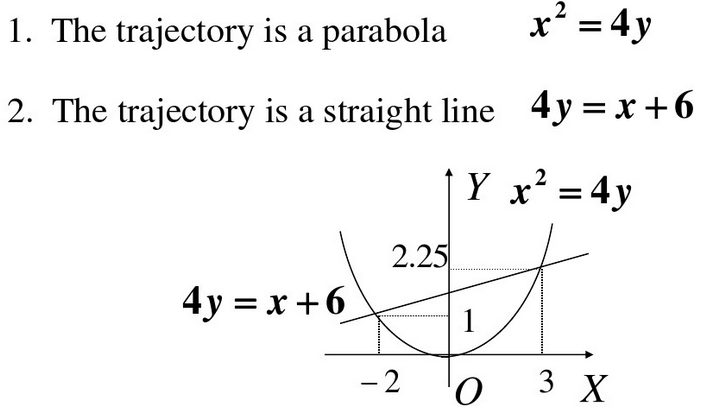 1. The trajectory is a parabola x² = 4y
2. The trajectory is a straight line 4y = x + 6
Y x² = 4y
2.25
4y = x + 6
1
−2 O 3 X